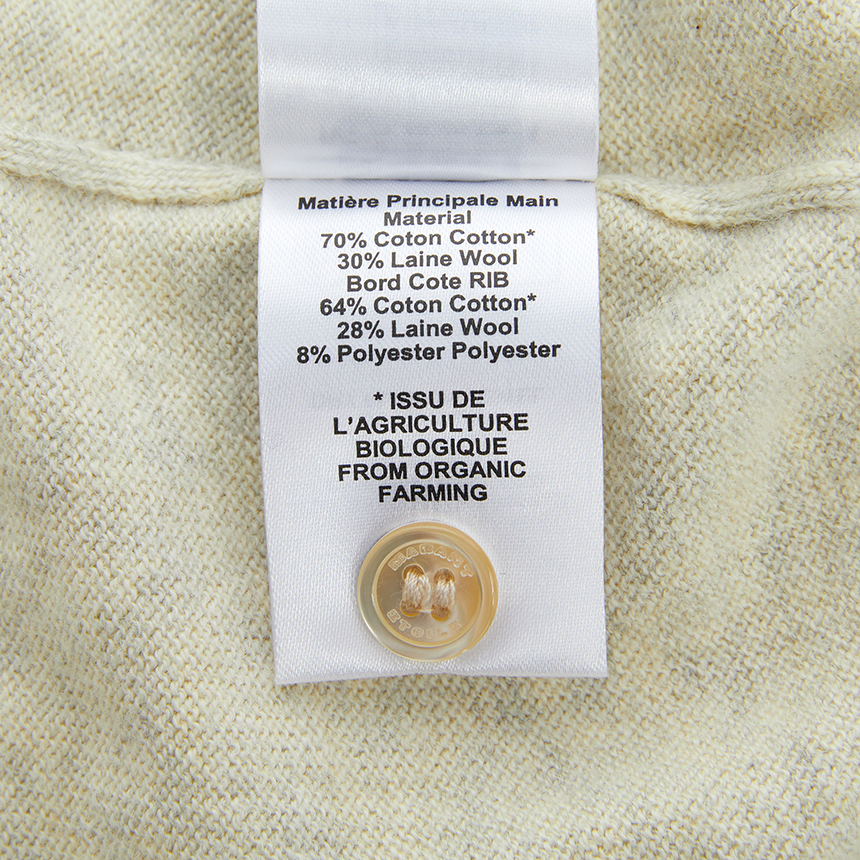 Matière Principale Main
Material
70% Coton Cotton*
30% Laine Wool
Bord Cote RIB
64% Coton Cotton*
28% Laine Wool
8% Polyester Polyester
* ISSU DE
L’AGRICULTURE
BIOLOGIQUE
FROM ORGANIC
FARMING